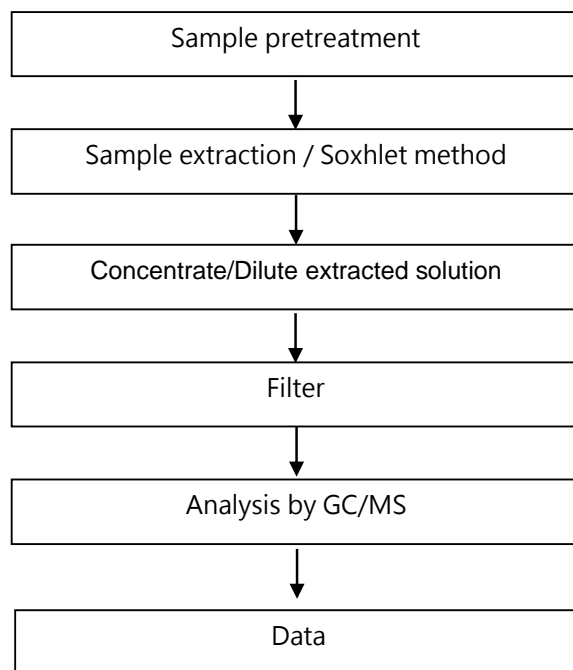 Sample pretreatment
Sample extraction / Soxhlet method
Concentrate/Dilute extracted solution
Filter
Analysis by GC/MS
Data